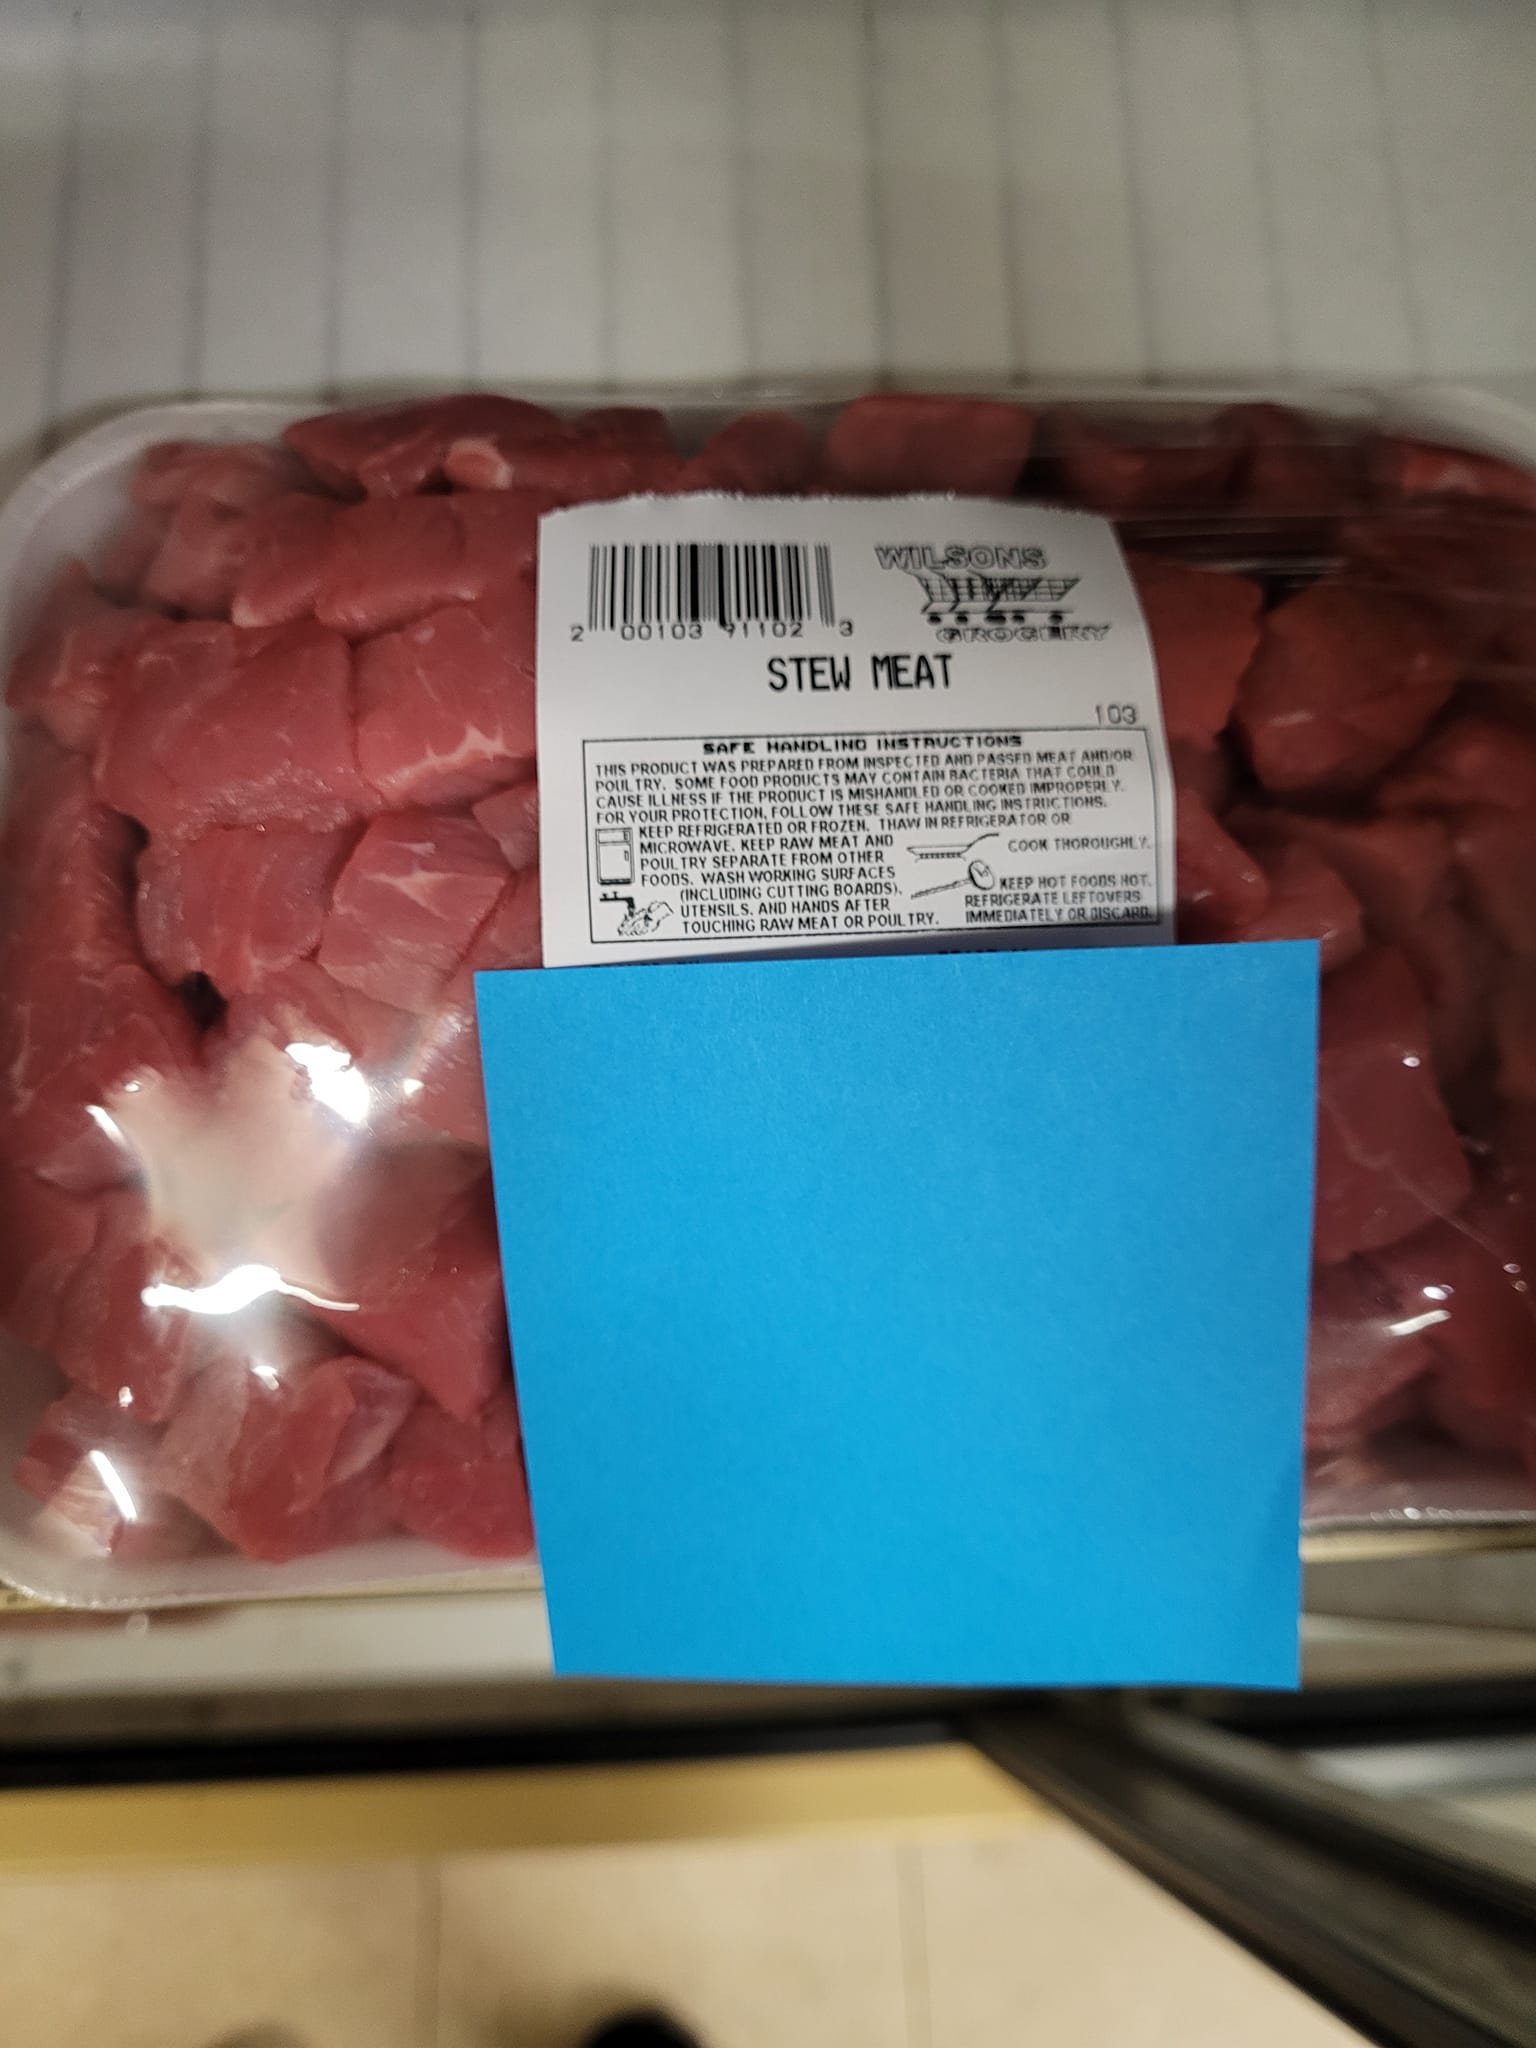 WILSONS
GROCERY
2 00103 91102 3
STEW MEAT
103
SAFE HANDLING INSTRUCTIONS
THIS PRODUCT WAS PREPARED FROM INSPECTED AND PASSED MEAT AND/OR
POULTRY. SOME FOOD PRODUCTS MAY CONTAIN BACTERIA THAT COULD
CAUSE ILLNESS IF THE PRODUCT IS MISHANDLED OR COOKED IMPROPERLY.
FOR YOUR PROTECTION, FOLLOW THESE SAFE HANDLING INSTRUCTIONS.
KEEP REFRIGERATED OR FROZEN. THAW IN REFRIGERATOR OR
MICROWAVE. KEEP RAW MEAT AND
POULTRY SEPARATE FROM OTHER
FOODS. WASH WORKING SURFACES
(INCLUDING CUTTING BOARDS),
UTENSILS, AND HANDS AFTER
TOUCHING RAW MEAT OR POULTRY.
COOK THOROUGHLY.
KEEP HOT FOODS HOT.
REFRIGERATE LEFTOVERS
IMMEDIATELY OR DISCARD.